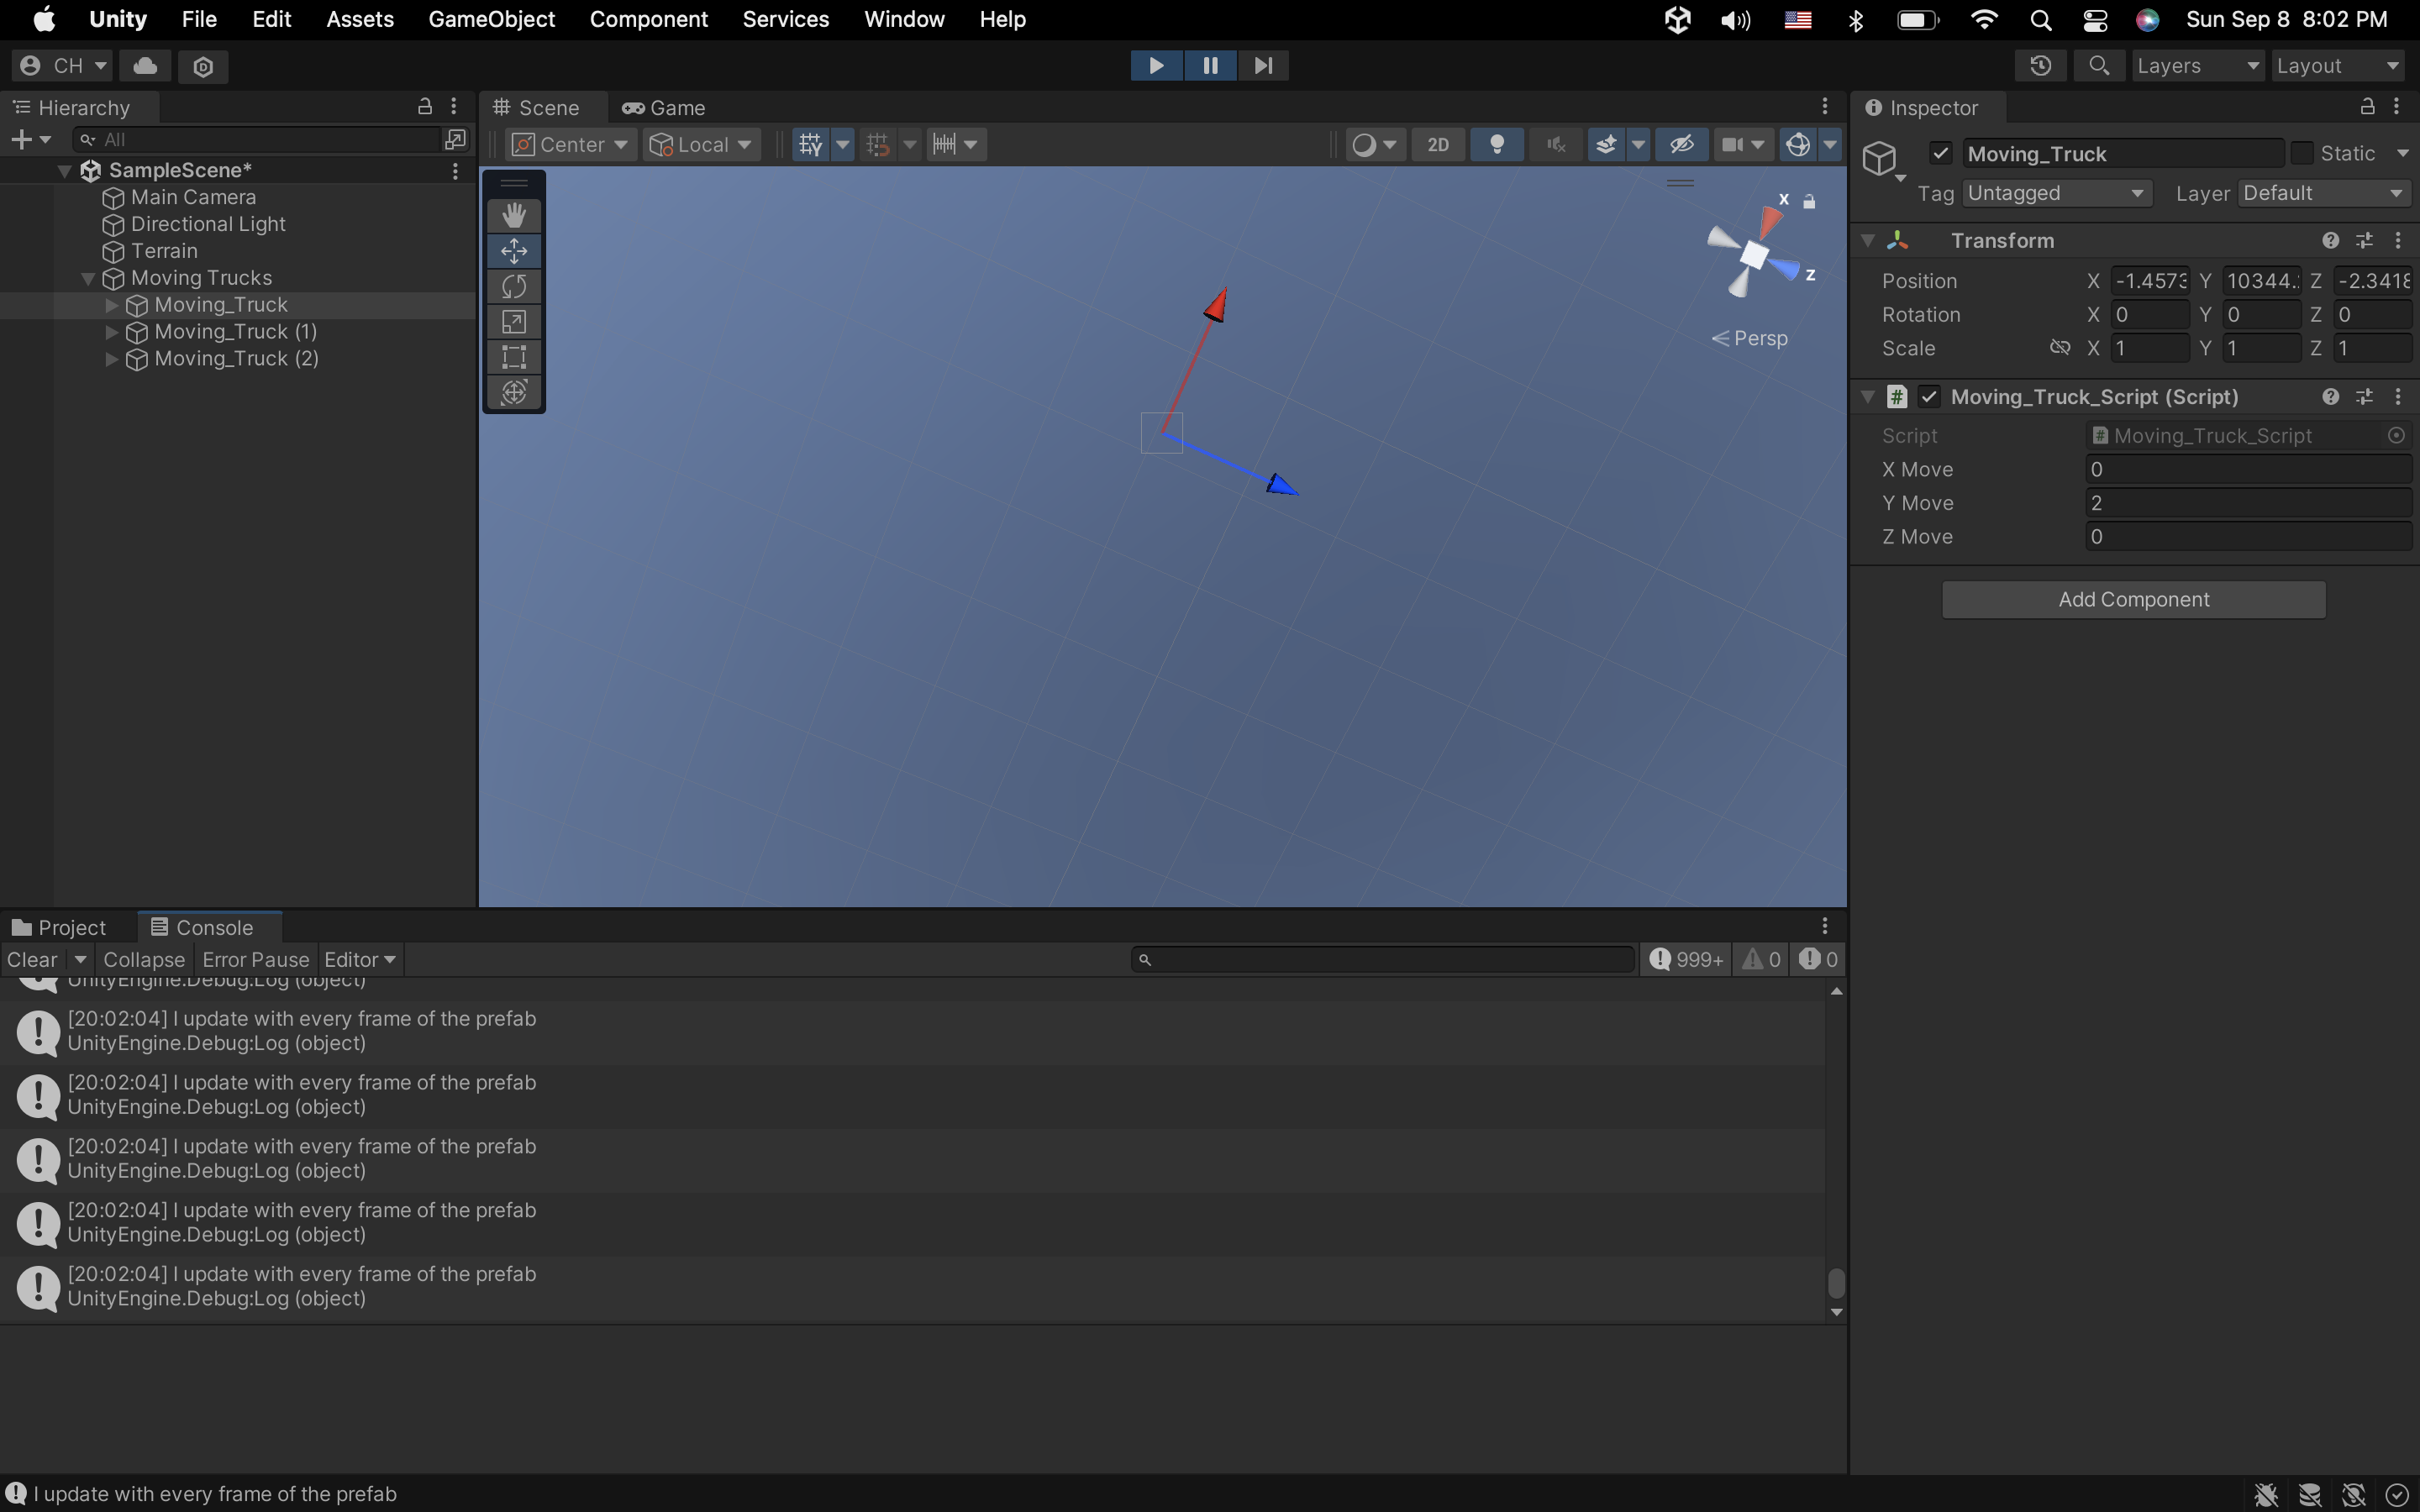 Unity File Edit Assets GameObject Component Services Window Help Sun Sep 8 8:02 PM
CH Layers Layout
Hierarchy
All
SampleScene*
Main Camera
Directional Light
Terrain
Moving Trucks
Moving_Truck
Moving_Truck (1)
Moving_Truck (2)
Scene Game
Center Local 2D
x
z
Persp
Inspector
Moving_Truck Static
Tag Untagged Layer Default
Transform
Position X -1.4573 Y 10344. Z -2.3418
Rotation X 0 Y 0 Z 0
Scale X 1 Y 1 Z 1
# Moving_Truck_Script (Script)
Script # Moving_Truck_Script
X Move 0
Y Move 2
Z Move 0
Add Component
Project Console
Clear Collapse Error Pause Editor 999+ 0 0
UnityEngine.Debug:Log (object)
[20:02:04] I update with every frame of the prefab
UnityEngine.Debug:Log (object)
[20:02:04] I update with every frame of the prefab
UnityEngine.Debug:Log (object)
[20:02:04] I update with every frame of the prefab
UnityEngine.Debug:Log (object)
[20:02:04] I update with every frame of the prefab
UnityEngine.Debug:Log (object)
[20:02:04] I update with every frame of the prefab
UnityEngine.Debug:Log (object)
I update with every frame of the prefab